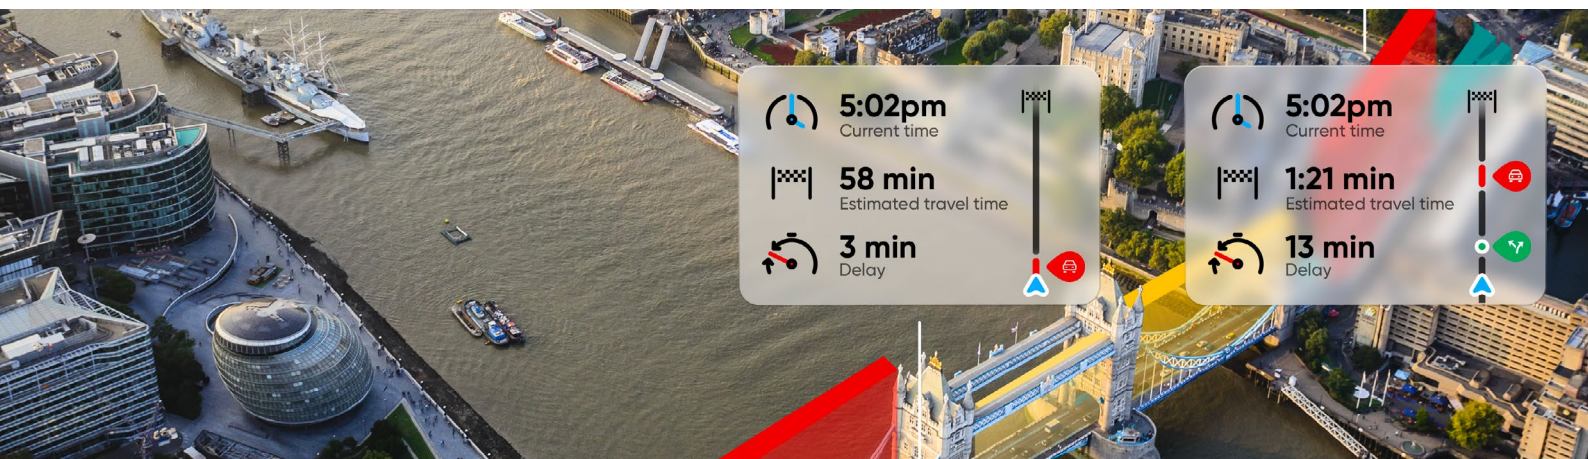 5:02pm
Current time
58 min
Estimated travel time
3 min
Delay
5:02pm
Current time
1:21 min
Estimated travel time
13 min
Delay